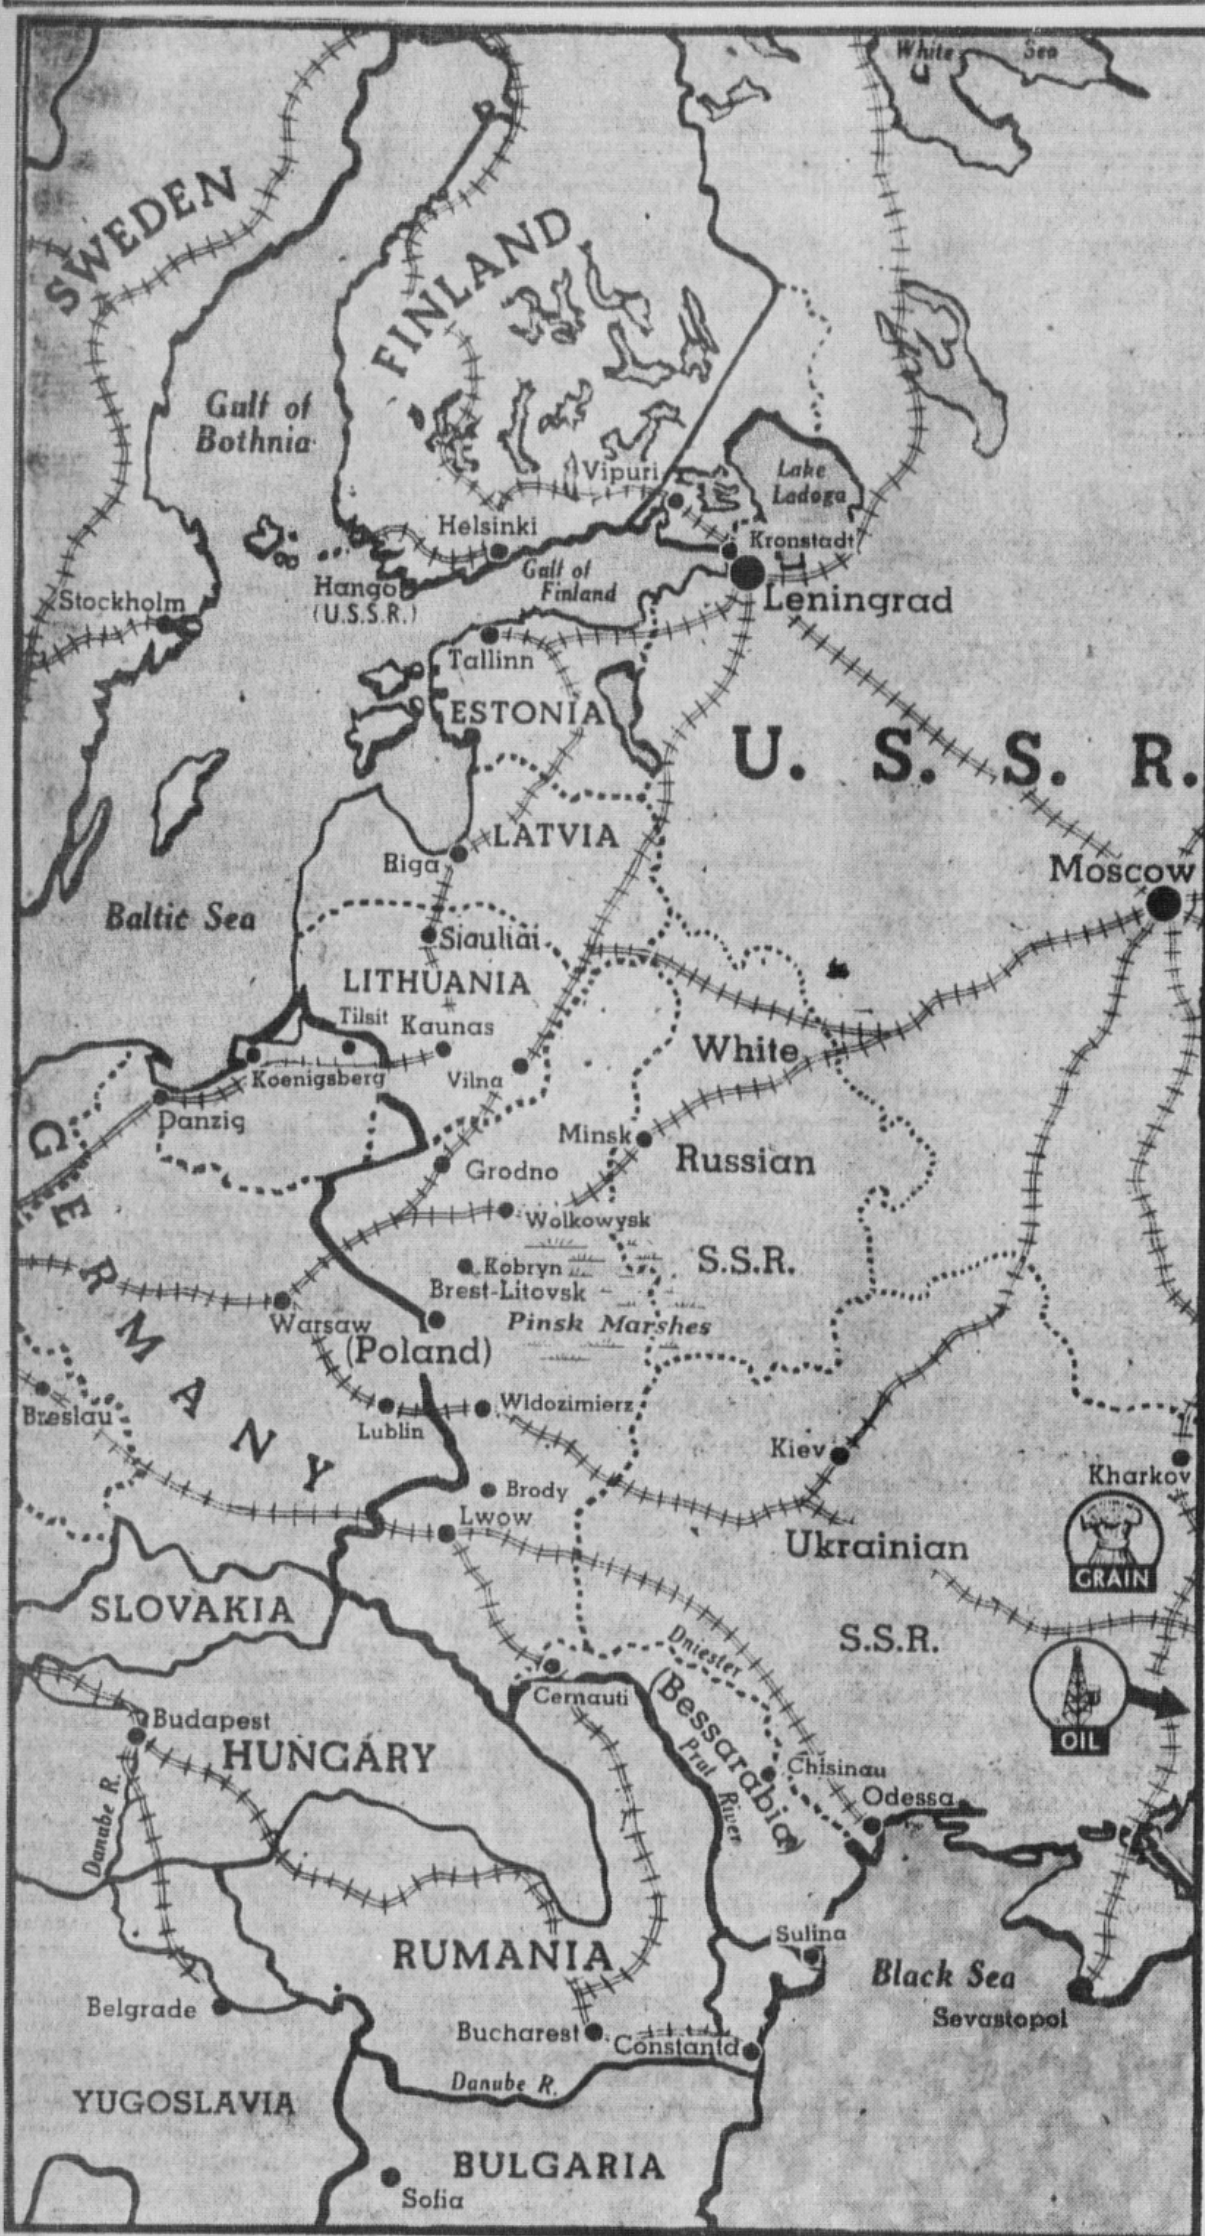 White Sea
SWEDEN
FINLAND
Gulf of
Bothnia
Vipuri
Lake
Ladoga
Helsinki
Kronstadt
Gulf of
Finland
Hango
(U.S.S.R.)
Stockholm
Leningrad
Tallinn
ESTONIA
U. S. S. R.
LATVIA
Riga
Moscow
Baltic Sea
Siauliai
LITHUANIA
Tilsit
Kaunas
White
Koenigsberg
Vilna
Danzig
Minsk
Russian
Grodno
GERMANY
Wolkowysk
S.S.R.
Kobryn
Brest-Litovsk
Warsaw
Pinsk Marshes
(Poland)
Breslau
Lublin
Wldozimierz
Kiev
Kharkov
Brody
Lwow
Ukrainian
GRAIN
SLOVAKIA
S.S.R.
Dniester
Cernauti
(Bessarabia)
OIL
Budapest
HUNGARY
Prut River
Chisinau
Odessa
Danube R.
Sulina
RUMANIA
Black Sea
Sevastopol
Belgrade
Bucharest
Constanta
Danube R.
YUGOSLAVIA
BULGARIA
Sofia